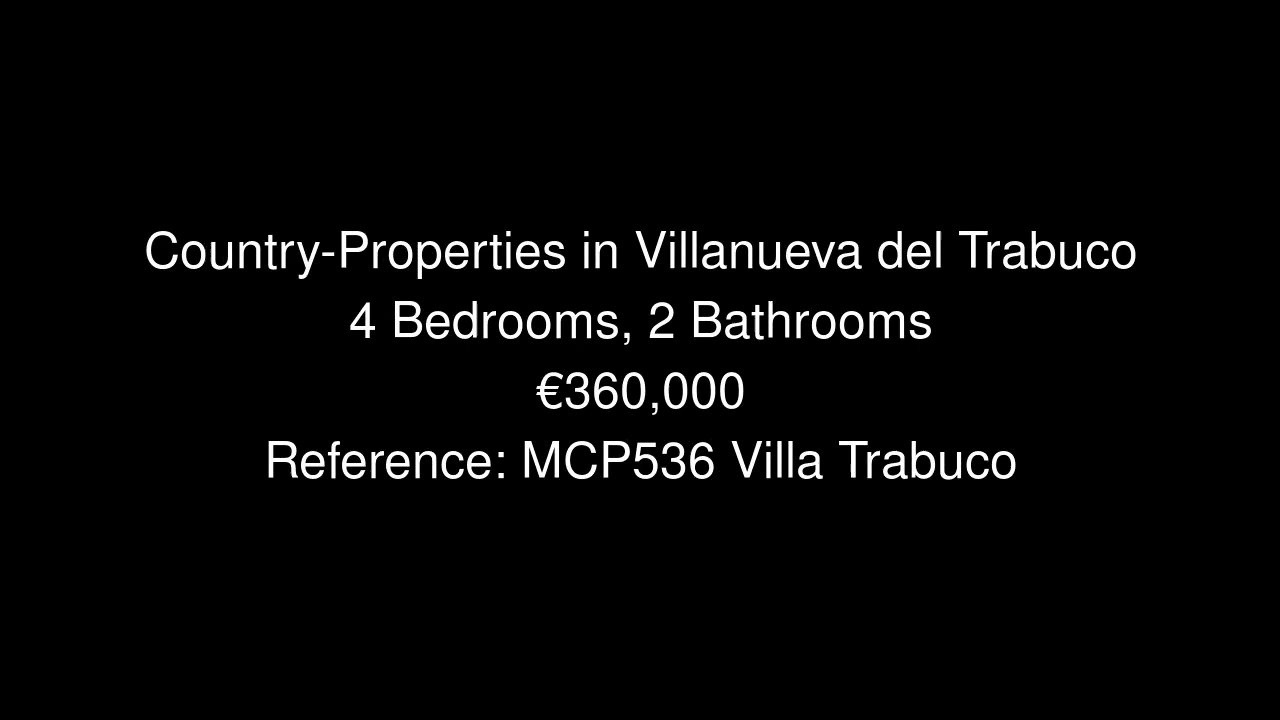 Country-Properties in Villanueva del Trabuco
4 Bedrooms, 2 Bathrooms
€360,000
Reference: MCP536 Villa Trabuco